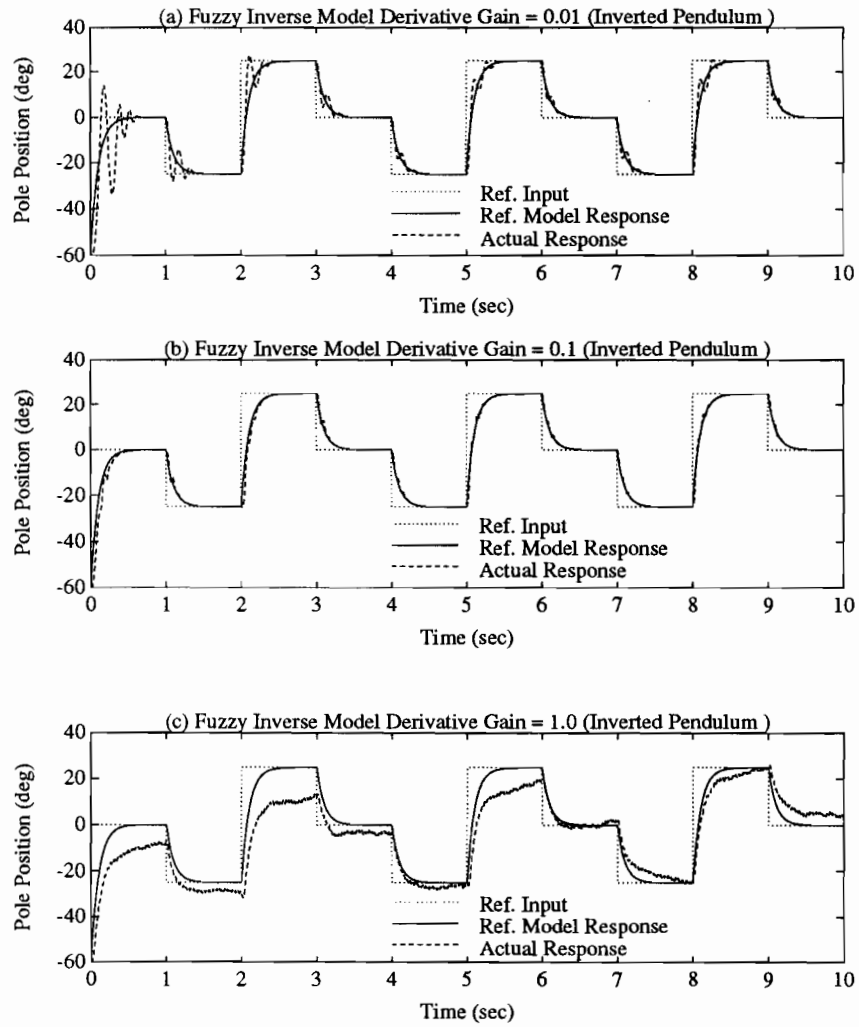 (a) Fuzzy Inverse Model Derivative Gain = 0.01 (Inverted Pendulum )
40
20
0
-20
-40
-60
Pole Position (deg)
Ref. Input
Ref. Model Response
Actual Response
0 1 2 3 4 5 6 7 8 9 10
Time (sec)
(b) Fuzzy Inverse Model Derivative Gain = 0.1 (Inverted Pendulum )
40
20
0
-20
-40
-60
Pole Position (deg)
Ref. Input
Ref. Model Response
Actual Response
0 1 2 3 4 5 6 7 8 9 10
Time (sec)
(c) Fuzzy Inverse Model Derivative Gain = 1.0 (Inverted Pendulum )
40
20
0
-20
-40
-60
Pole Position (deg)
Ref. Input
Ref. Model Response
Actual Response
0 1 2 3 4 5 6 7 8 9 10
Time (sec)